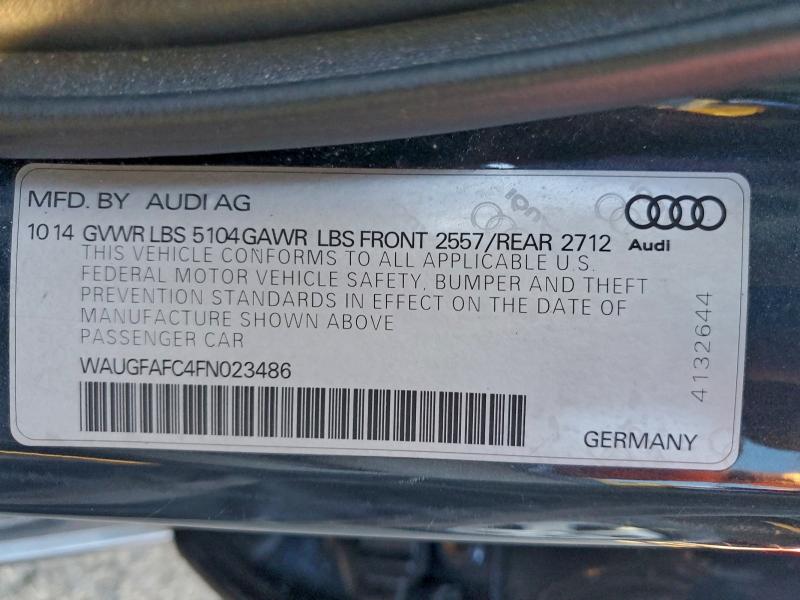 MFD. BY AUDI AG
10 14 GVWR LBS 5104 GAWR LBS FRONT 2557/REAR 2712
Audi
THIS VEHICLE CONFORMS TO ALL APPLICABLE U.S.
FEDERAL MOTOR VEHICLE SAFETY, BUMPER AND THEFT
PREVENTION STANDARDS IN EFFECT ON THE DATE OF
MANUFACTURE SHOWN ABOVE
PASSENGER CAR
WAUGFAFC4FN023486
GERMANY
4132644